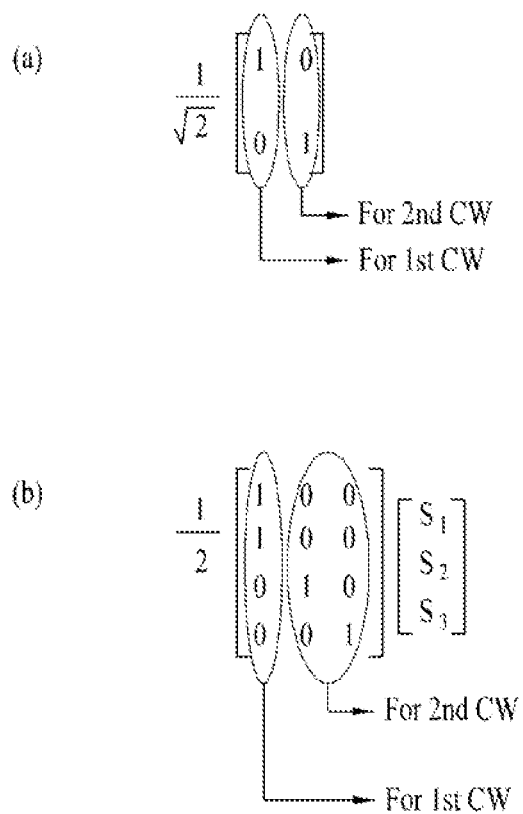 (a)
1 1 0
√2
0 1
For 2nd CW
For 1st CW
(b)
1 0 0
1 1 0 0 S1
2 0 1 0 S2
0 0 1 S3
For 2nd CW
For 1st CW